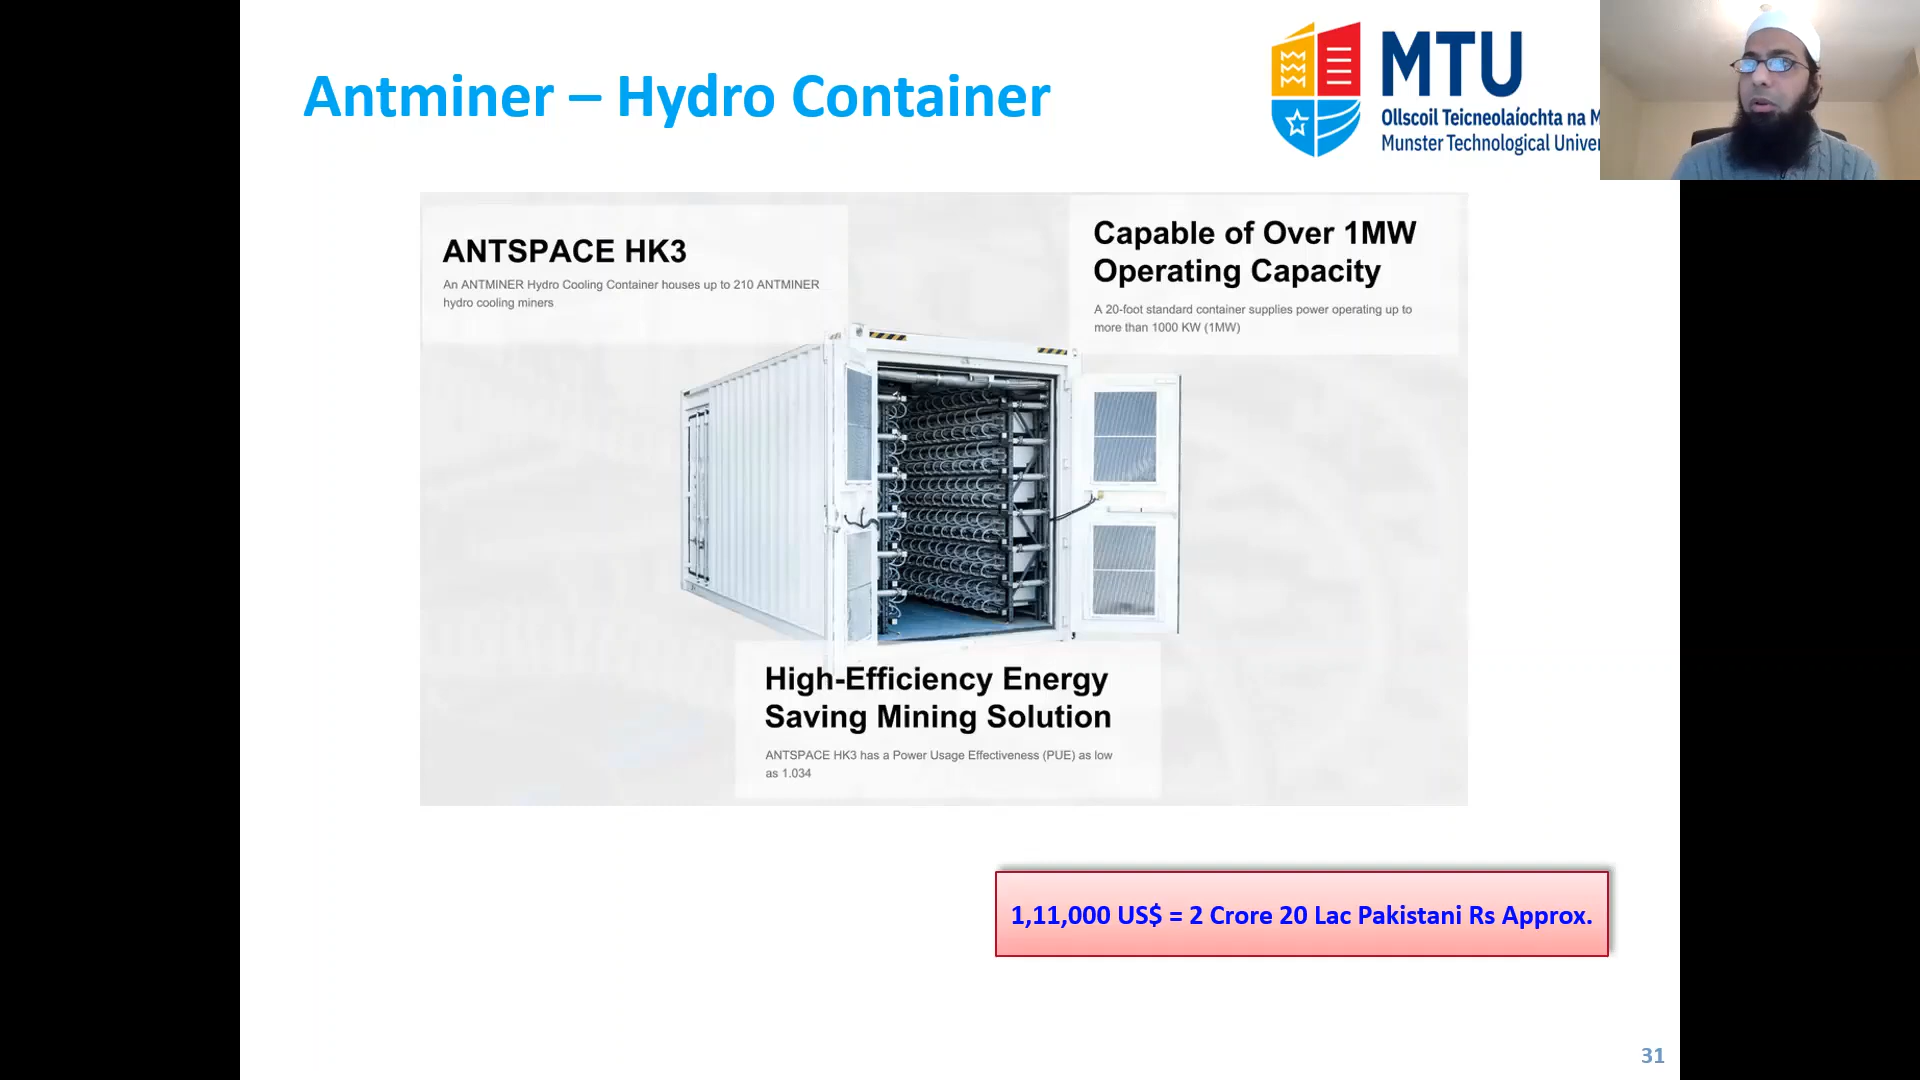 Antminer – Hydro Container
MTU
Ollscoil Teicneolaíochta na
Munster Technological
ANTSPACE HK3
An ANTMINER Hydro Cooling Container houses up to 210 ANTMINER
hydro cooling miners
Capable of Over 1MW
Operating Capacity
A 20-foot standard container supplies power operating up to
more than 1000 KW (1MW)
High-Efficiency Energy
Saving Mining Solution
ANTSPACE HK3 has a Power Usage Effectiveness (PUE) as low
as 1.034
1,11,000 US$ = 2 Crore 20 Lac Pakistani Rs Approx.
31